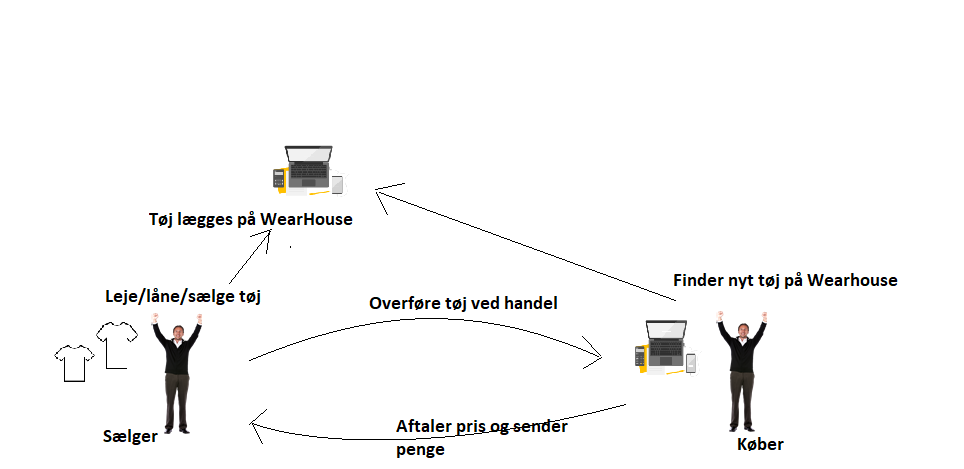 Tøj lægges på WearHouse
Finder nyt tøj på Wearhouse
Leje/låne/sælge tøj
Overføre tøj ved handel
Aftaler pris og sender
penge
Sælger
Køber